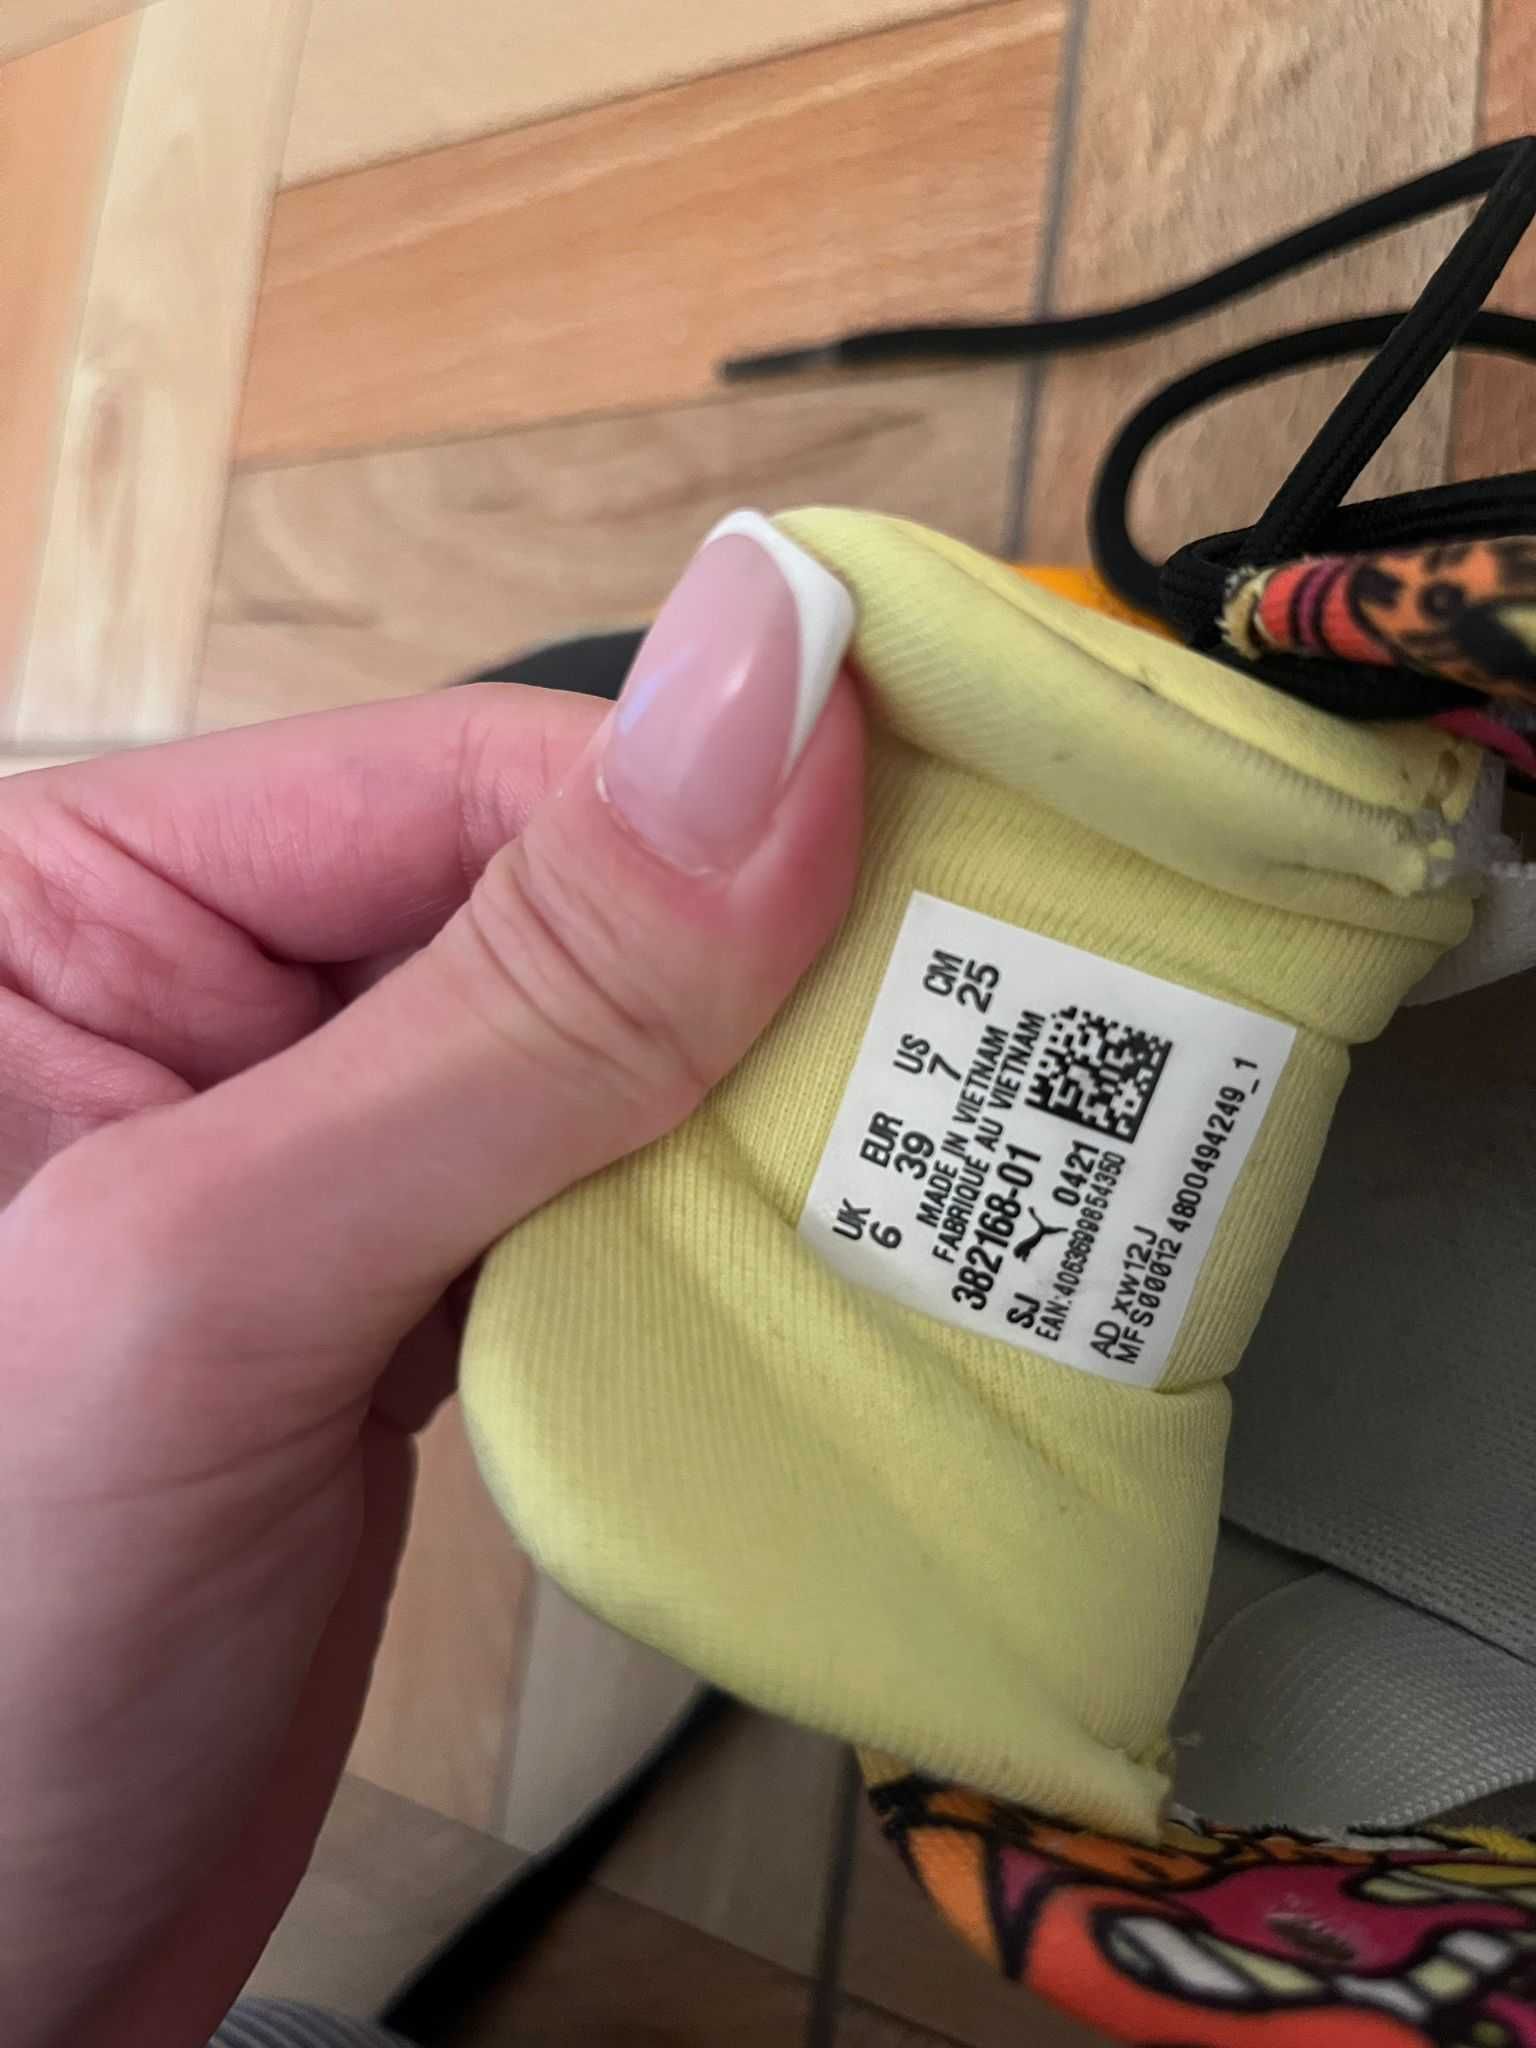 UK EUR US CM
6 39 7 25
MADE IN VIETNAM
FABRIQUE AU VIETNAM
382168-01
SJ 0421
EAN:4063699854350
AD XW12J
MFS00012 4800494249_1